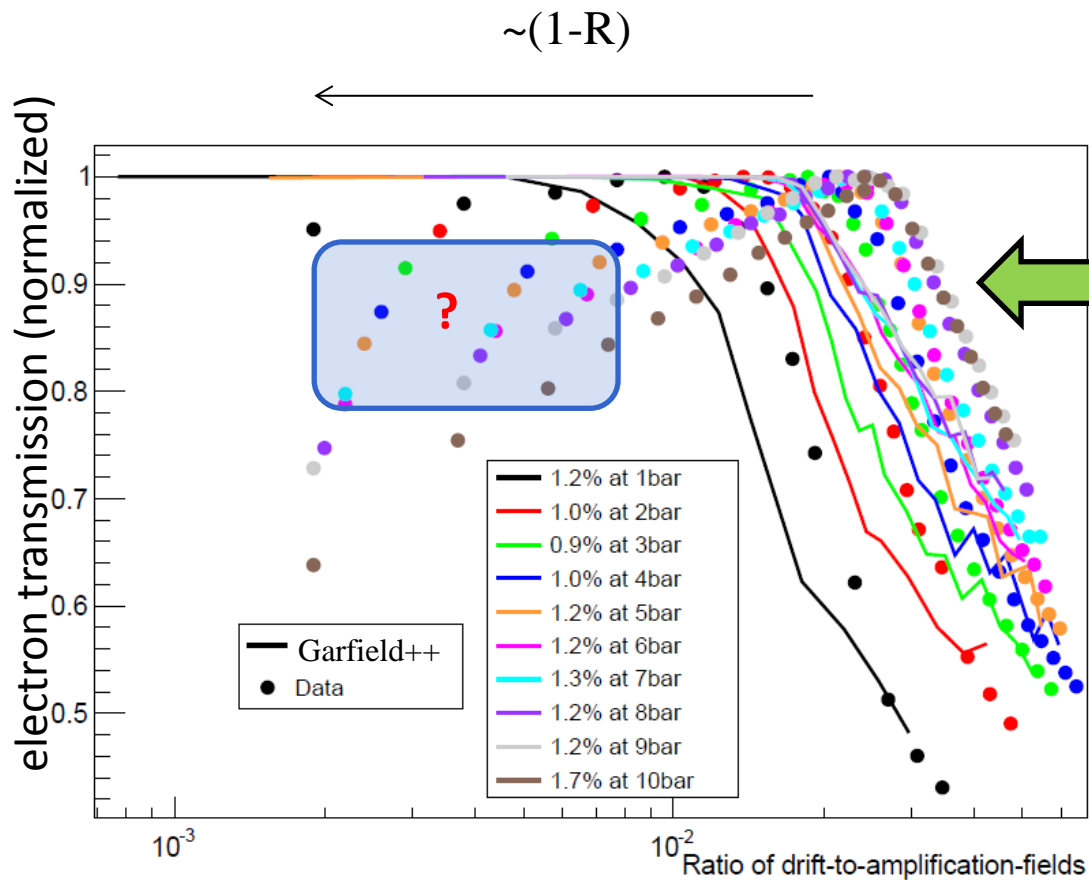 ~(1-R)
electron transmission (normalized)
1
0.9
0.8
0.7
0.6
0.5
?
1.2% at 1bar
1.0% at 2bar
0.9% at 3bar
1.0% at 4bar
1.2% at 5bar
1.2% at 6bar
1.3% at 7bar
1.2% at 8bar
1.2% at 9bar
1.7% at 10bar
Garfield++
Data
10⁻³
10⁻²
Ratio of drift-to-amplification-fields